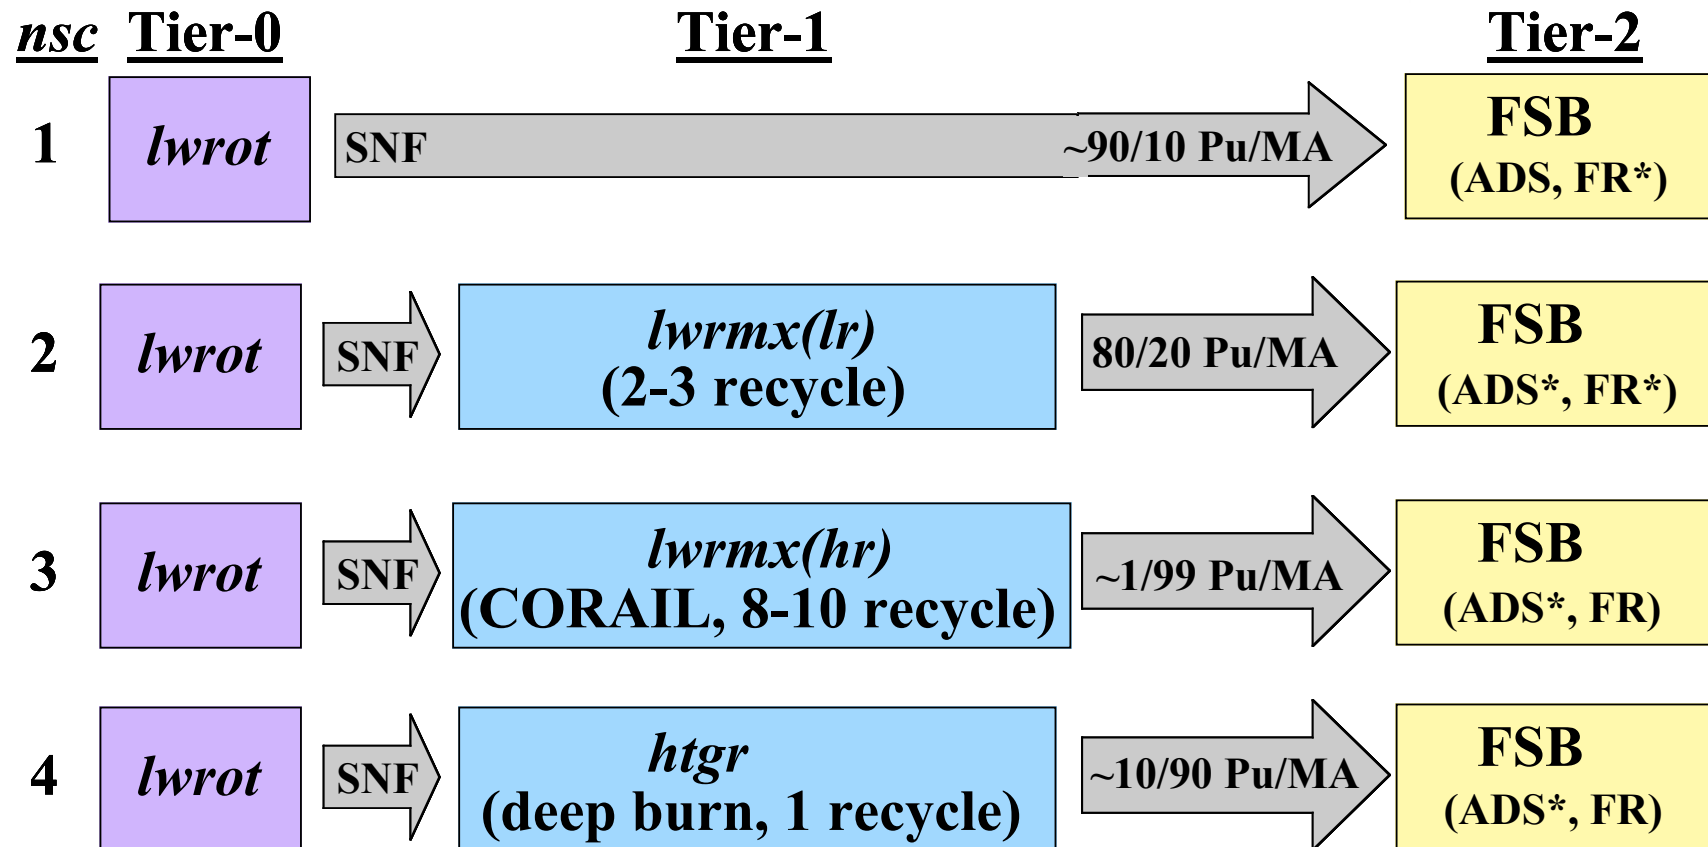 nsc Tier-0 Tier-1 Tier-2
1 lwrot SNF ~90/10 Pu/MA FSB
(ADS, FR*)
2 lwrot SNF lwrmx(lr)
(2-3 recycle) 80/20 Pu/MA FSB
(ADS*, FR*)
3 lwrot SNF lwrmx(hr)
(CORAIL, 8-10 recycle) ~1/99 Pu/MA FSB
(ADS*, FR)
4 lwrot SNF htgr
(deep burn, 1 recycle) ~10/90 Pu/MA FSB
(ADS*, FR)